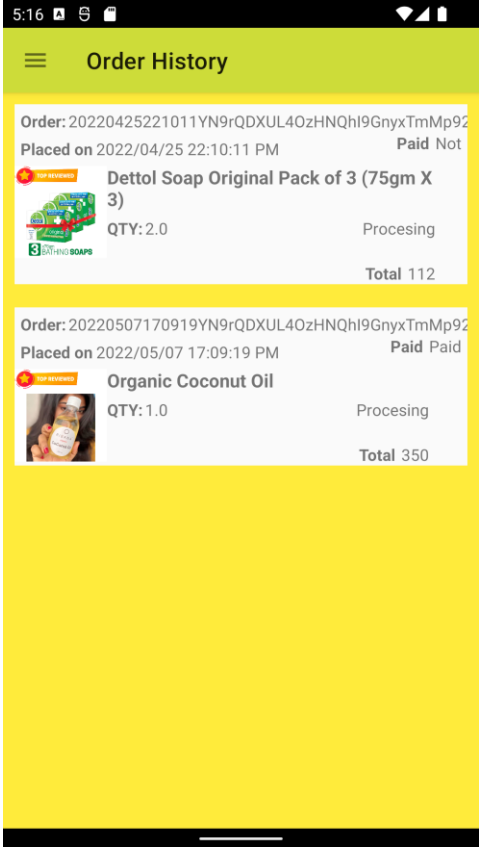 5:16
Order History
Order: 20220425221011YN9rQDXUL4OzHNQhI9GnyxTmMp92
Placed on 2022/04/25 22:10:11 PM
Paid Not
TOP REVIEWED
Dettol Soap Original Pack of 3 (75gm X
3)
QTY: 2.0
Procesing
3 BATHING SOAPS
Total 112
Order: 20220507170919YN9rQDXUL4OzHNQhI9GnyxTmMp92
Placed on 2022/05/07 17:09:19 PM
Paid Paid
TOP REVIEWED
Organic Coconut Oil
QTY: 1.0
Procesing
Total 350